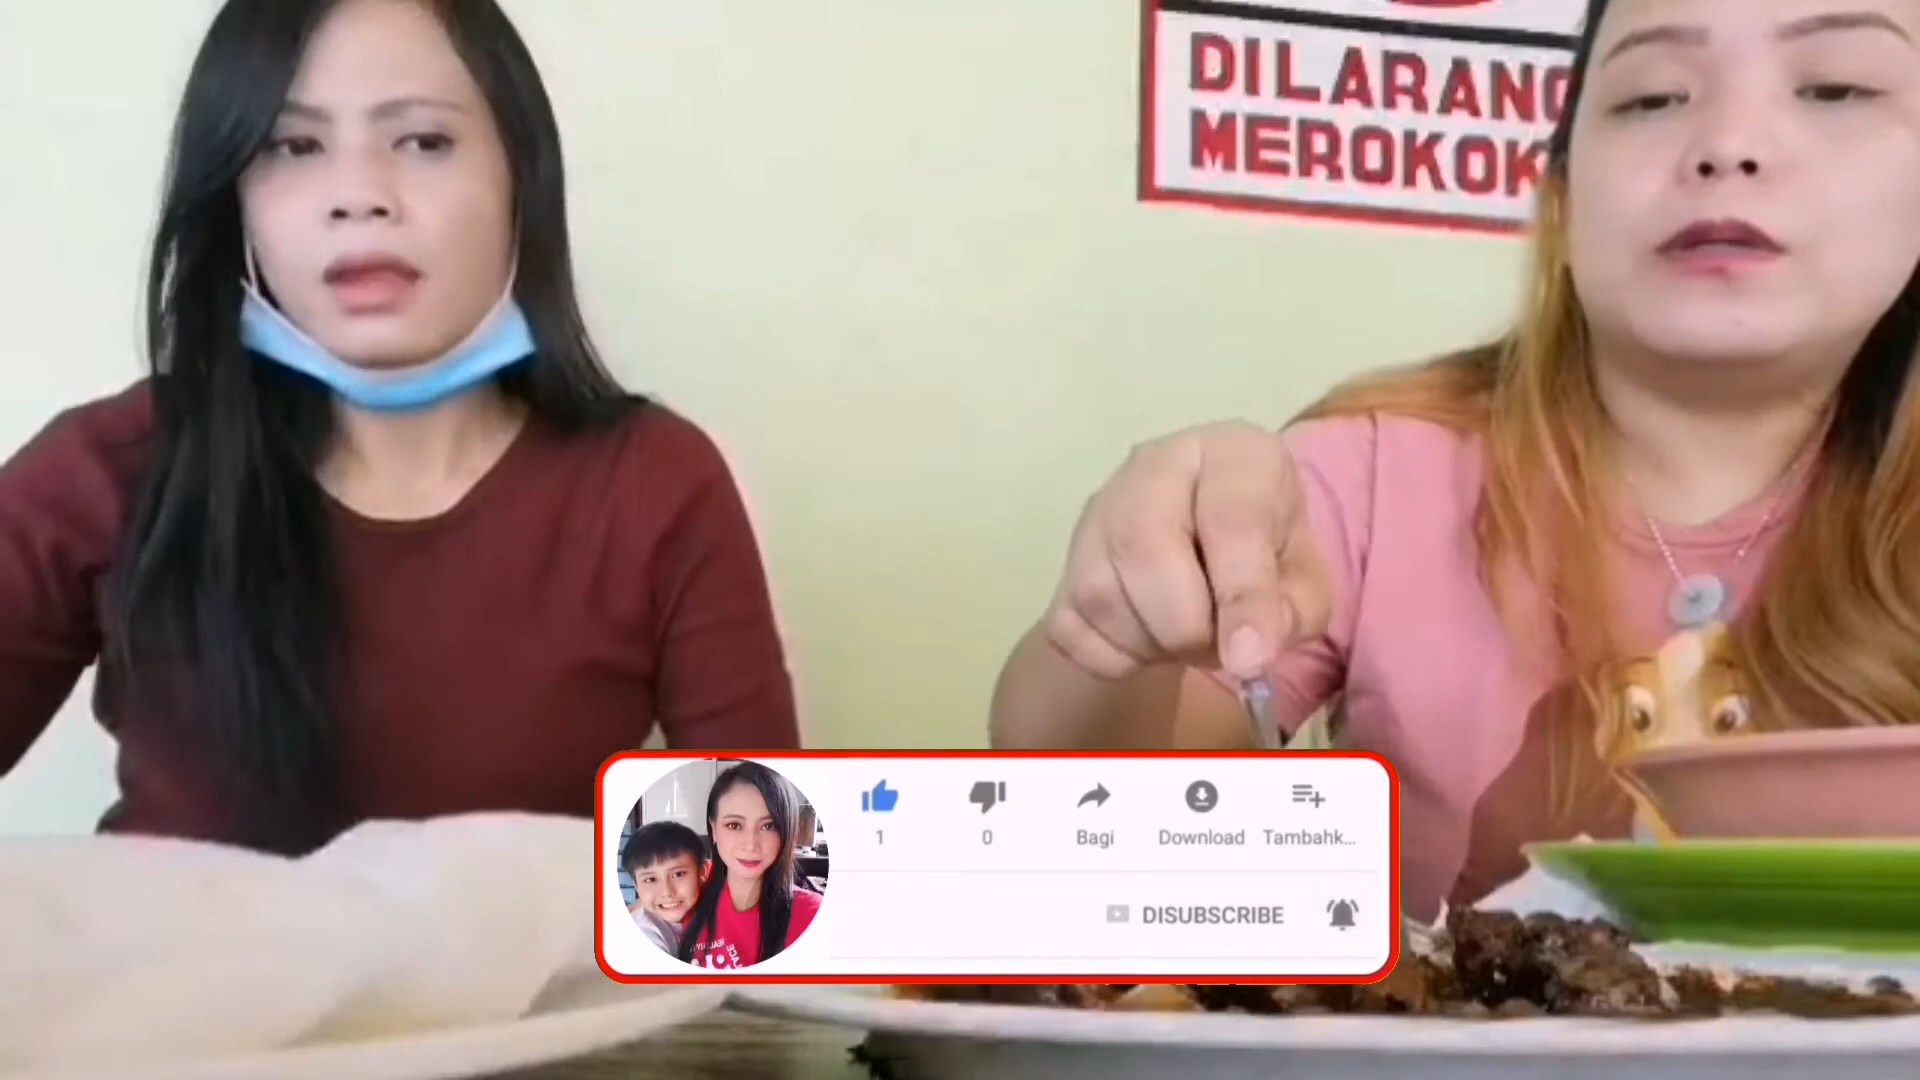 DILARANG
MEROKOK
1
0
Bagi
Download
Tambahk...
DISUBSCRIBE